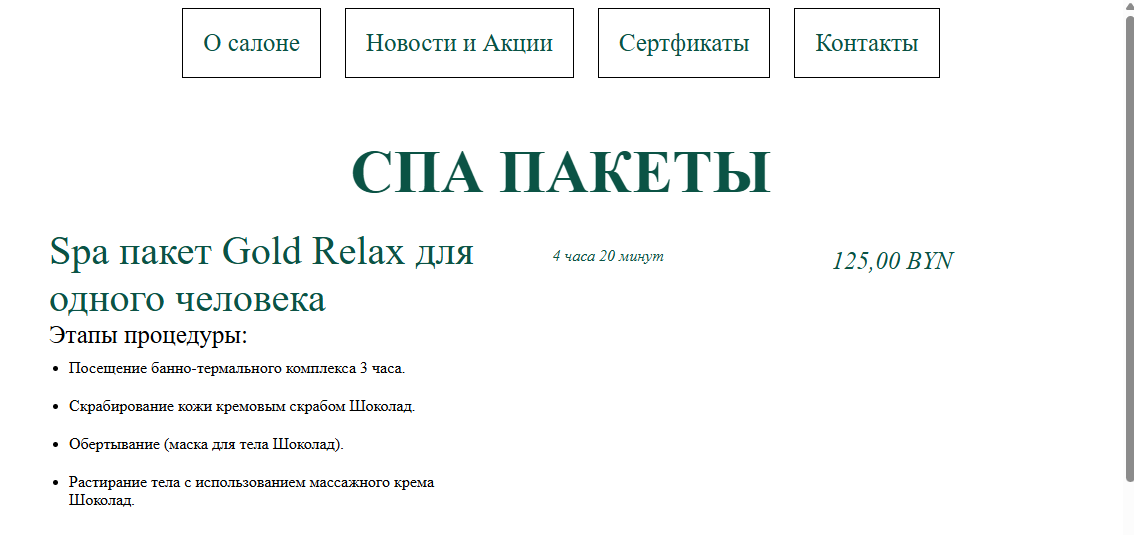 О салоне
Новости и Акции
Сертфикаты
Контакты
СПА ПАКЕТЫ
Spa пакет Gold Relax для
одного человека
4 часа 20 минут
125,00 BYN
Этапы процедуры:
• Посещение банно-термального комплекса 3 часа.
• Скрабирование кожи кремовым скрабом Шоколад.
• Обертывание (маска для тела Шоколад).
• Растирание тела с использованием массажного крема
Шоколад.